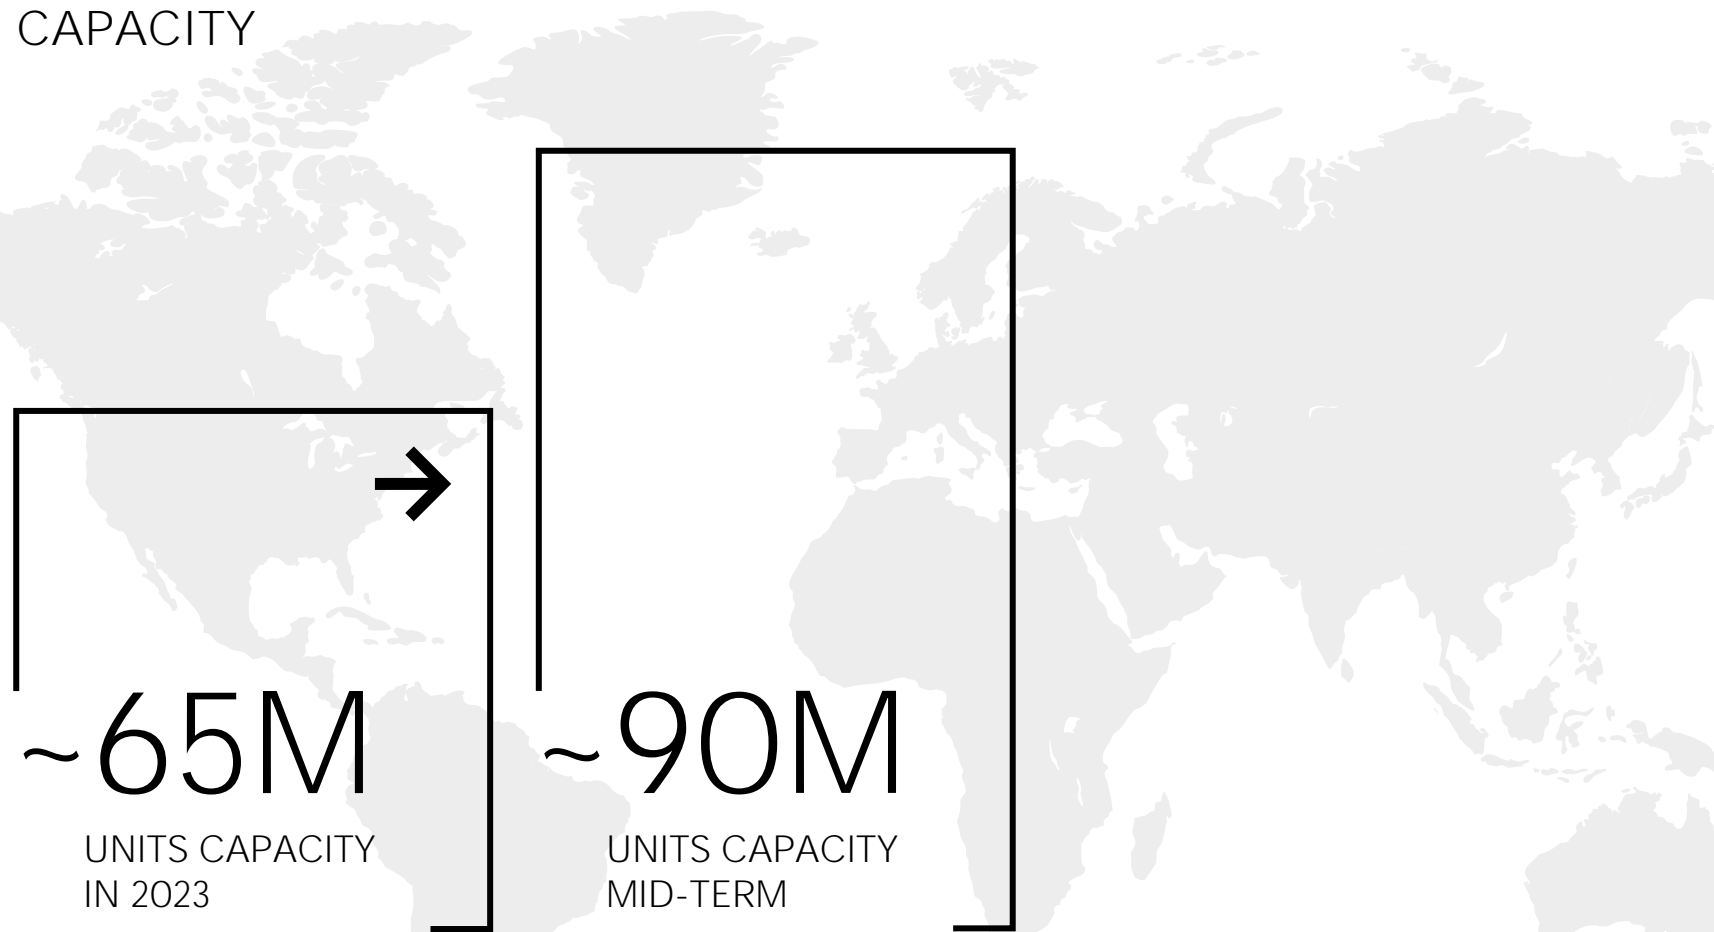 CAPACITY
~65M
UNITS CAPACITY
IN 2023
~90M
UNITS CAPACITY
MID-TERM